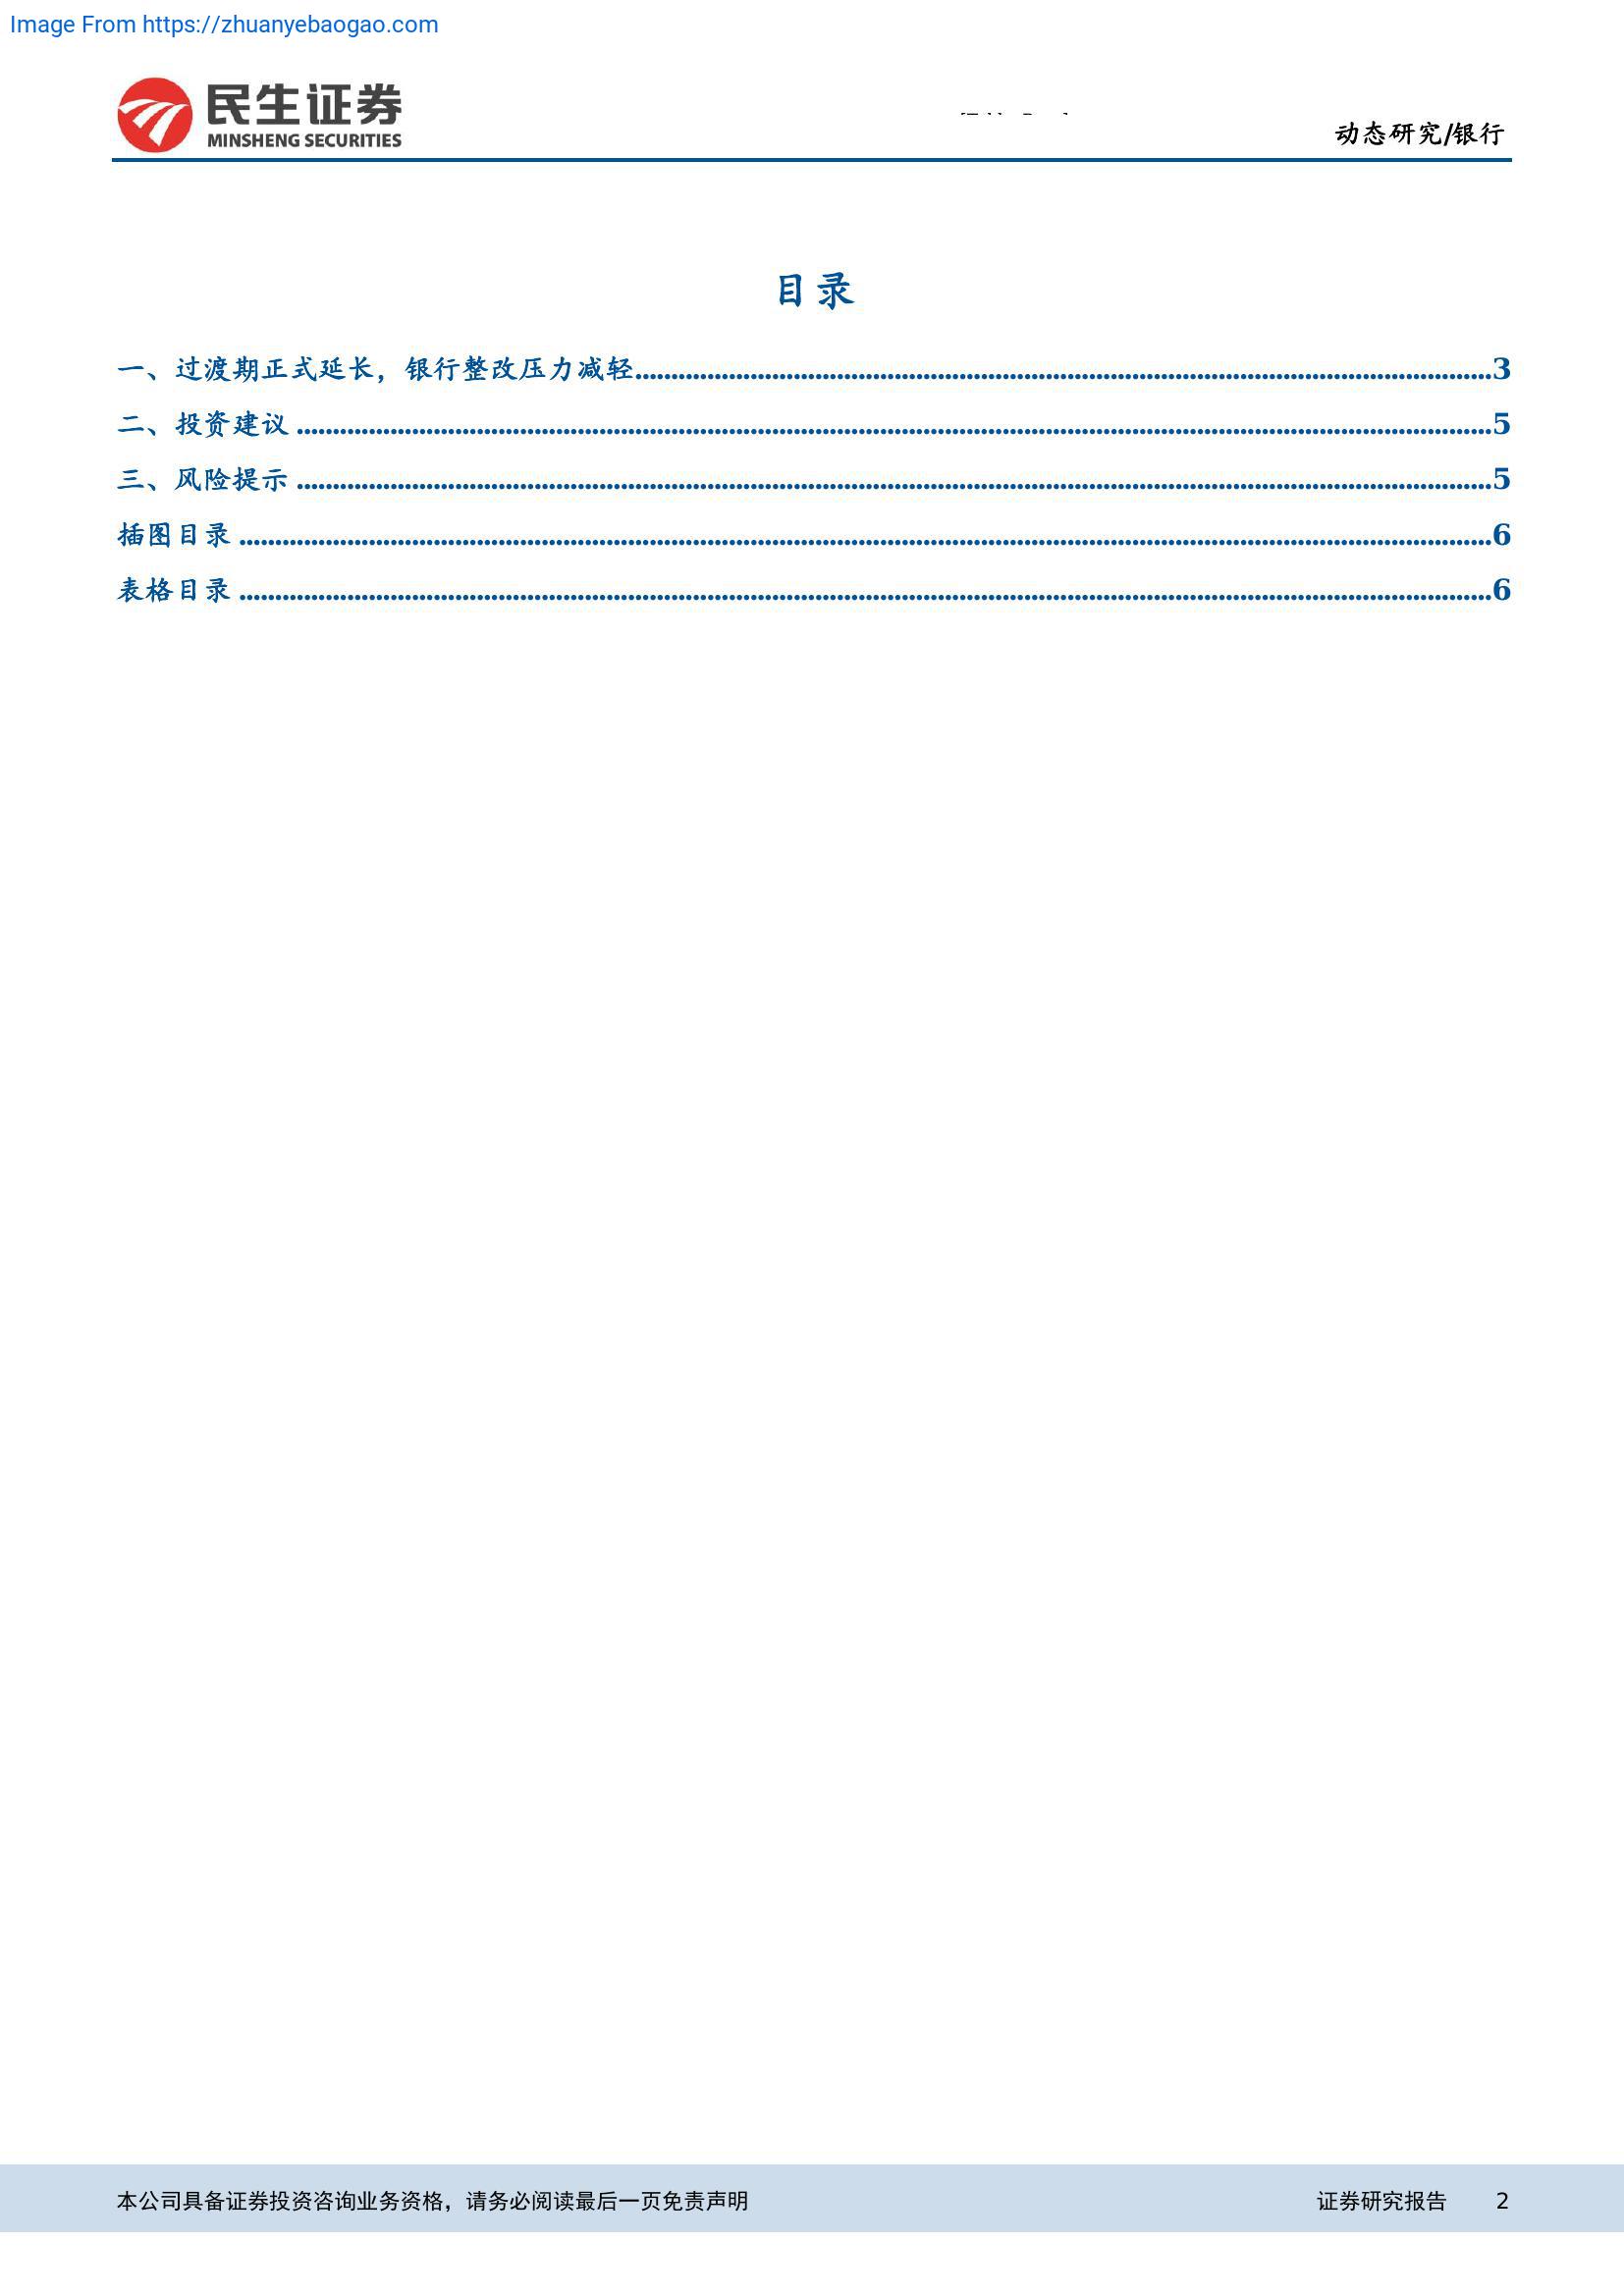 Image From https://zhuanyebaogao.com
民生证券
MINSHENG SECURITIES
动态研究/银行
目录
一、过渡期正式延长，银行整改压力减轻........................................3
二、投资建议........................................5
三、风险提示........................................5
插图目录........................................6
表格目录........................................6
本公司具备证券投资咨询业务资格，请务必阅读最后一页免责声明 证券研究报告 2